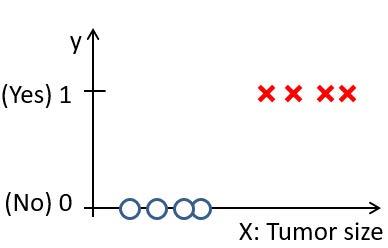 y
(Yes) 1
(No) 0
X: Tumor size